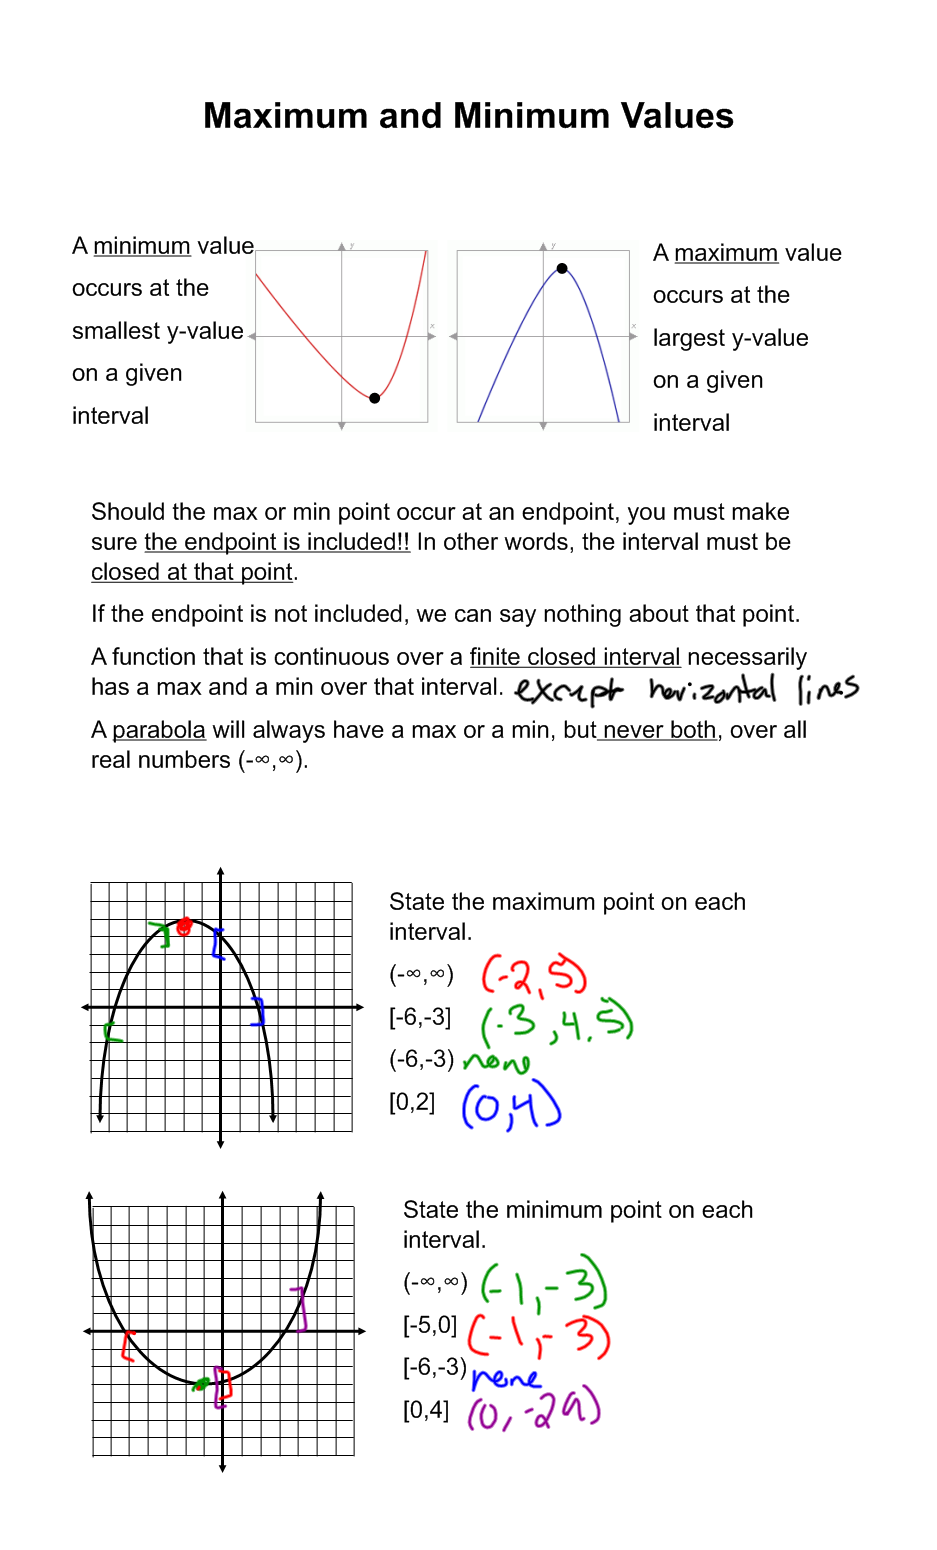 Maximum and Minimum Values
A minimum value
occurs at the
smallest y-value
on a given
interval
y
x
y
x
A maximum value
occurs at the
largest y-value
on a given
interval
Should the max or min point occur at an endpoint, you must make
sure the endpoint is included!! In other words, the interval must be
closed at that point.
If the endpoint is not included, we can say nothing about that point.
A function that is continuous over a finite closed interval necessarily
has a max and a min over that interval. except horizontal lines
A parabola will always have a max or a min, but never both, over all
real numbers (-∞,∞).
State the maximum point on each
interval.
(-∞,∞) (-2,5)
[-6,-3] (-3,4.5)
(-6,-3) none
[0,2] (0,4)
State the minimum point on each
interval.
(-∞,∞) (-1,-3)
[-5,0] (-1,-3)
[-6,-3) none
[0,4] (0,-2.9)